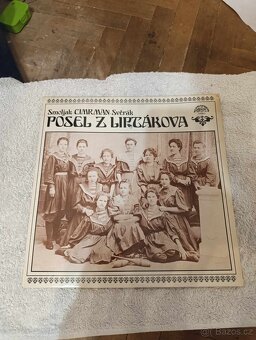 Smoljak CIMRMAN Svěrák
POSEL Z LIPTÁKOVA
Bazos.cz